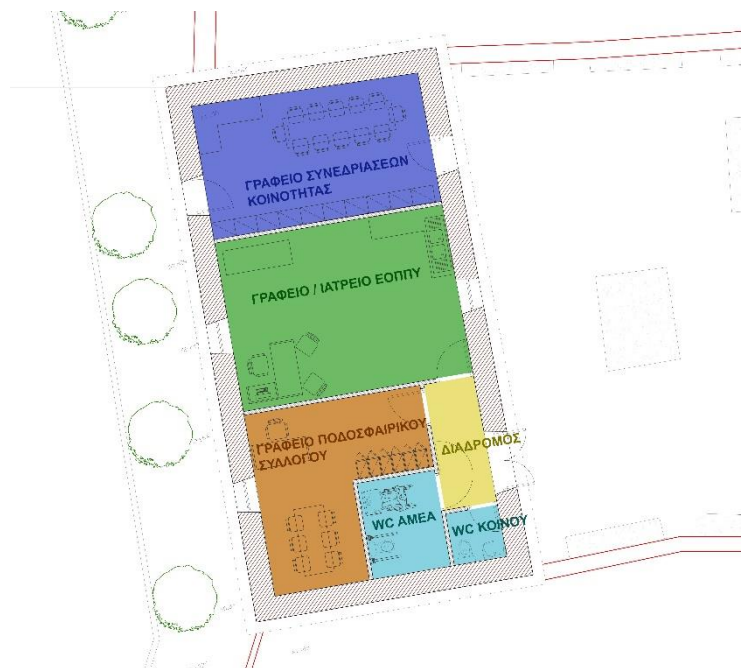 ΓΡΑΦΕΙΟ ΣΥΝΕΔΡΙΑΣΕΩΝ
ΚΟΙΝΟΤΗΤΑΣ
ΓΡΑΦΕΙΟ / ΙΑΤΡΕΙΟ ΕΟΠΠΥ
ΓΡΑΦΕΙΟ ΠΟΔΟΣΦΑΙΡΙΚΟΥ
ΣΥΛΛΟΓΟΥ
ΔΙΑΔΡΟΜΟΣ
WC ΑΜΕΑ
WC ΚΟΙΝΟΥ